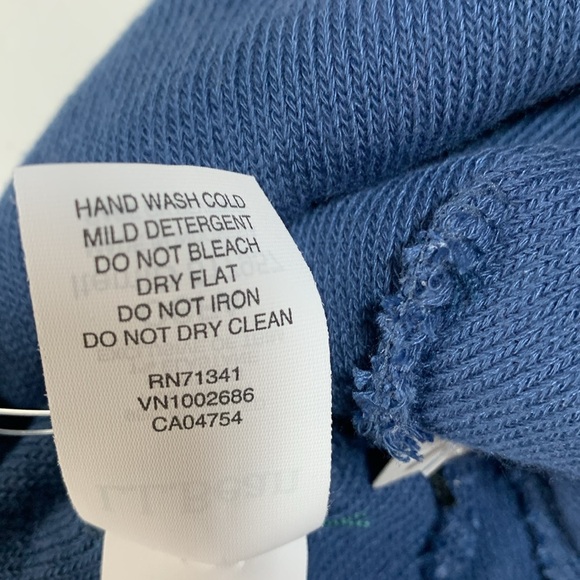 HAND WASH COLD
MILD DETERGENT
DO NOT BLEACH
DRY FLAT
DO NOT IRON
DO NOT DRY CLEAN
RN71341
VN1002686
CA04754
L.L.Bean